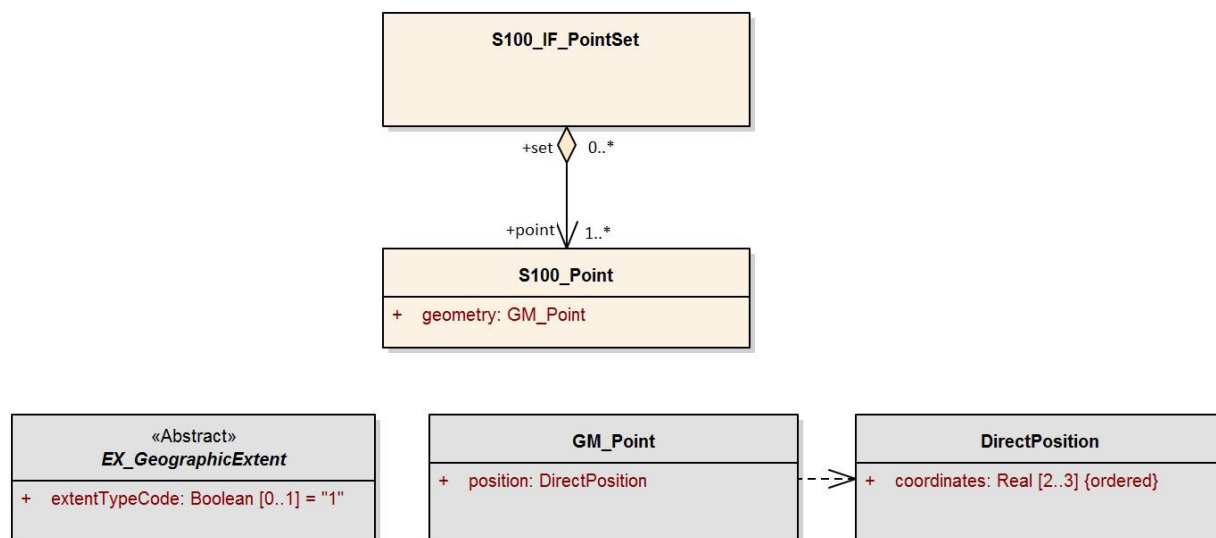 S100_IF_PointSet
+set 0..*
+point 1..*
S100_Point
+ geometry: GM_Point
«Abstract»
EX_GeographicExtent
+ extentTypeCode: Boolean [0..1] = "1"
GM_Point
+ position: DirectPosition
DirectPosition
+ coordinates: Real [2..3] {ordered}